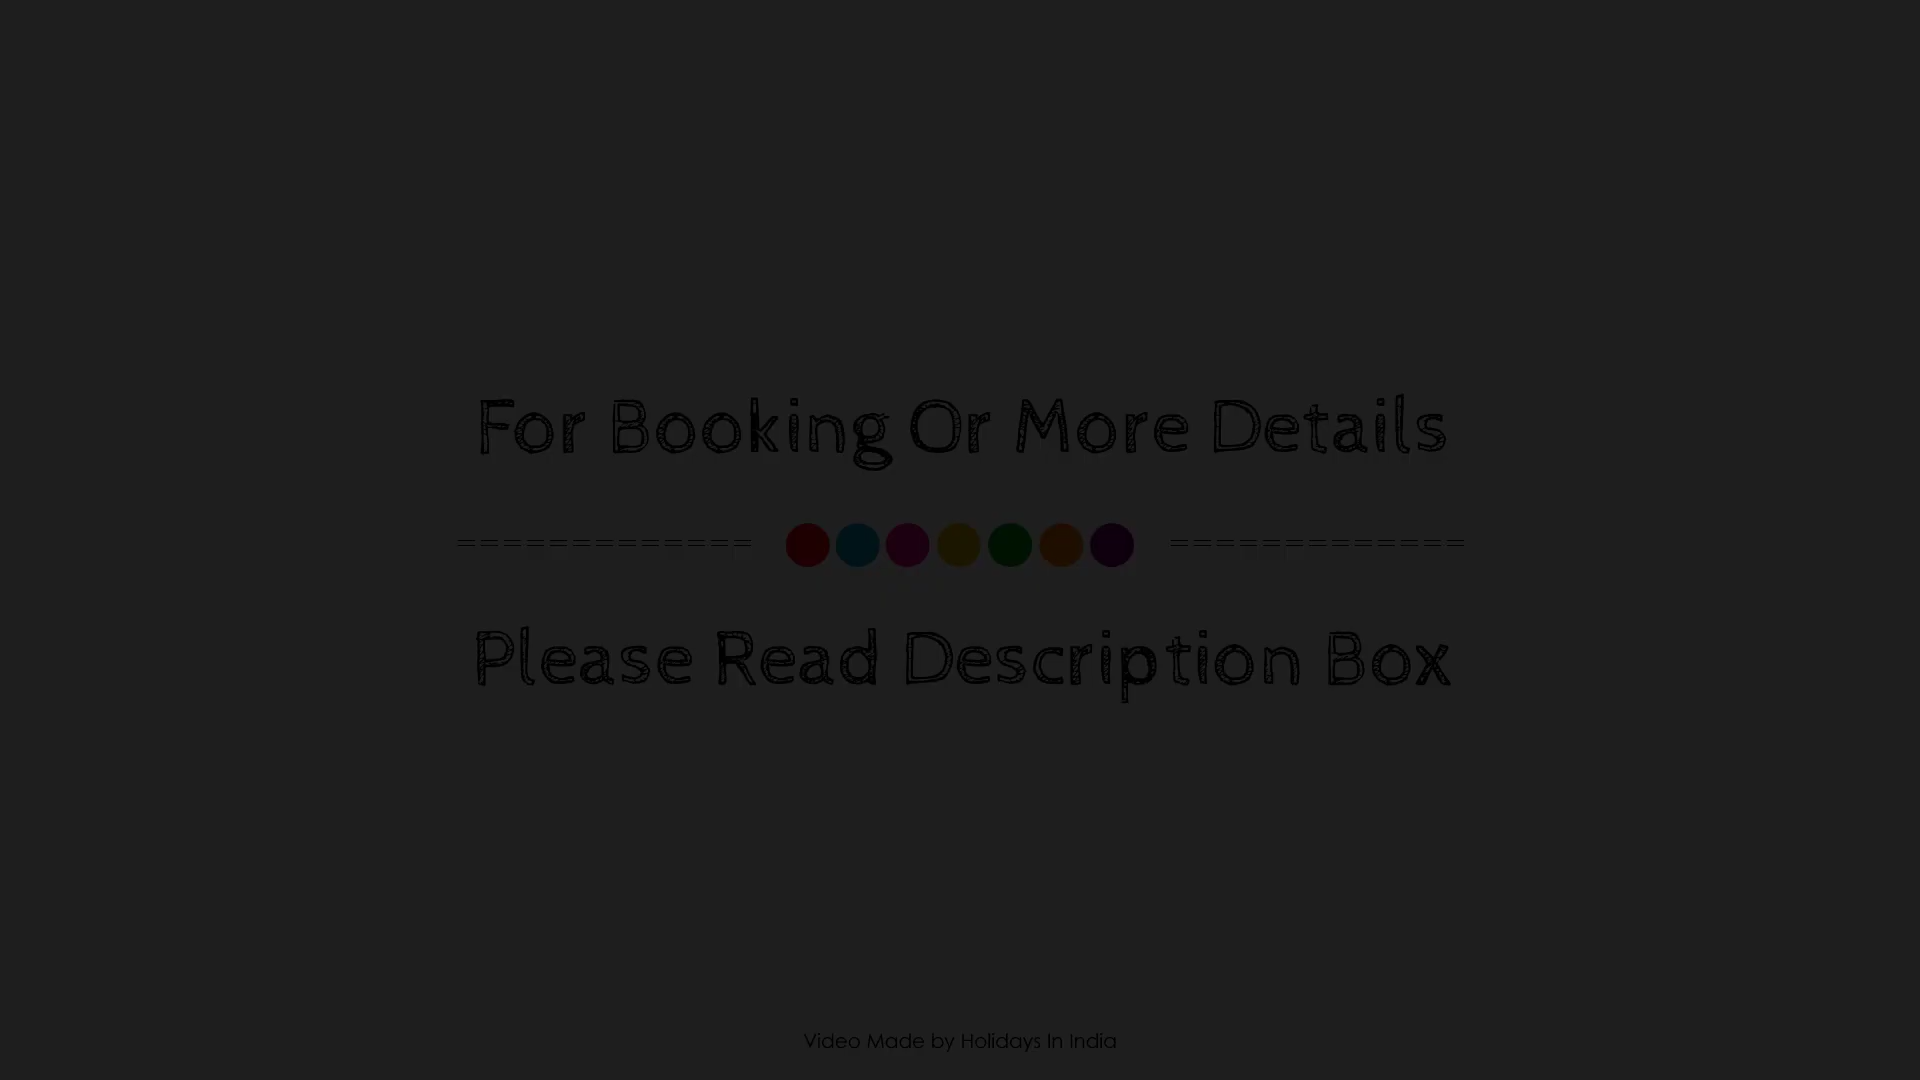 For Booking Or More Details
============= =============
Please Read Description Box
Video Made by Holidays In India